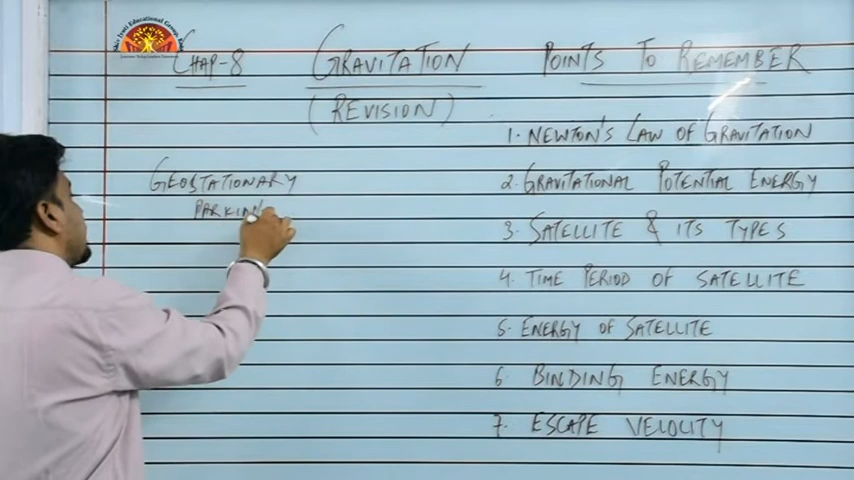 CHAP-8 GRAVITATION POINTS TO REMEMBER
(REVISION)
1. NEWTON'S LAW OF GRAVITATION
GEOSTATIONARY
2. GRAVITATIONAL POTENTIAL ENERGY
PARKIN
3. SATELLITE & ITS TYPES
4. TIME PERIOD OF SATELLITE
5. ENERGY OF SATELLITE
6. BINDING ENERGY
7. ESCAPE VELOCITY